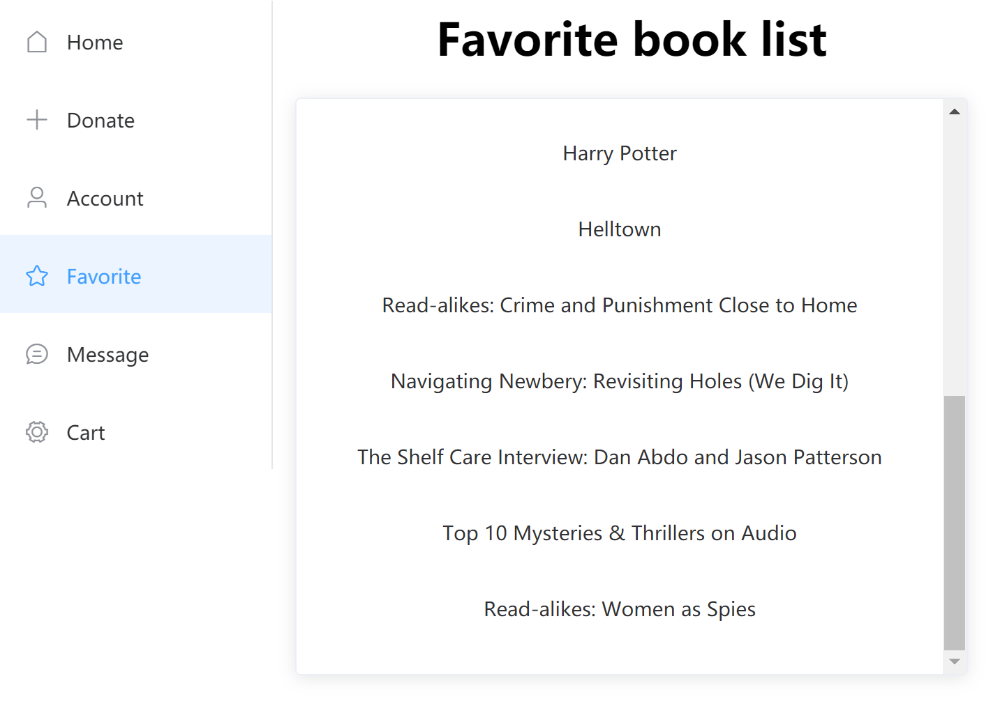 Home
Donate
Account
Favorite
Message
Cart
Favorite book list
Harry Potter
Helltown
Read-alikes: Crime and Punishment Close to Home
Navigating Newbery: Revisiting Holes (We Dig It)
The Shelf Care Interview: Dan Abdo and Jason Patterson
Top 10 Mysteries & Thrillers on Audio
Read-alikes: Women as Spies